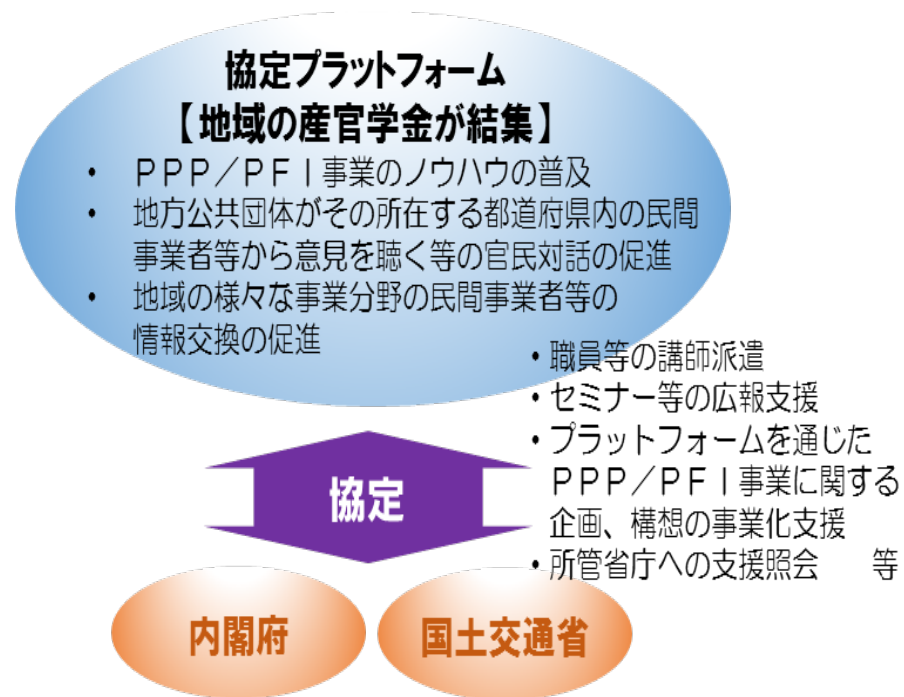 協定プラットフォーム
【地域の産官学金が結集】
・ ＰＰＰ／ＰＦＩ事業のノウハウの普及
・ 地方公共団体がその所在する都道府県内の民間
事業者等から意見を聴く等の官民対話の促進
・ 地域の様々な事業分野の民間事業者等の
情報交換の促進
・職員等の講師派遣
・セミナー等の広報支援
・プラットフォームを通じた
ＰＰＰ／ＰＦＩ事業に関する
企画、構想の事業化支援
・所管省庁への支援照会　等
協定
内閣府
国土交通省